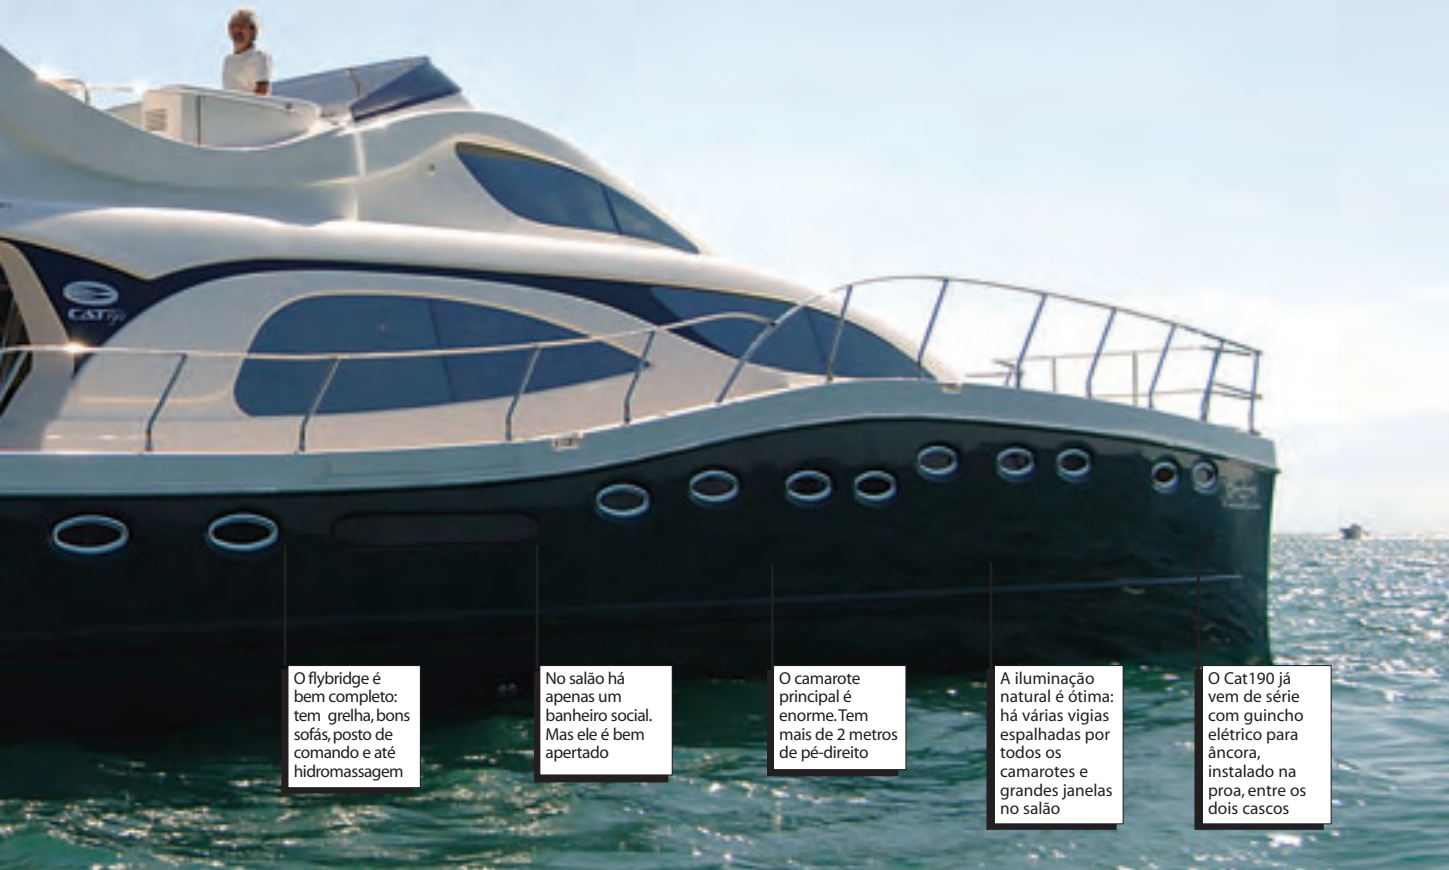 CAT
O flybridge é
bem completo:
tem grelha, bons
sofás, posto de
comando e até
hidromassagem
No salão há
apenas um
banheiro social.
Mas ele é bem
apertado
O camarote
principal é
enorme. Tem
mais de 2 metros
de pé-direito
A iluminação
natural é ótima:
há várias vigias
espalhadas por
todos os
camarotes e
grandes janelas
no salão
O Cat190 já
vem de série
com guincho
elétrico para
âncora,
instalado na
proa, entre os
dois cascos